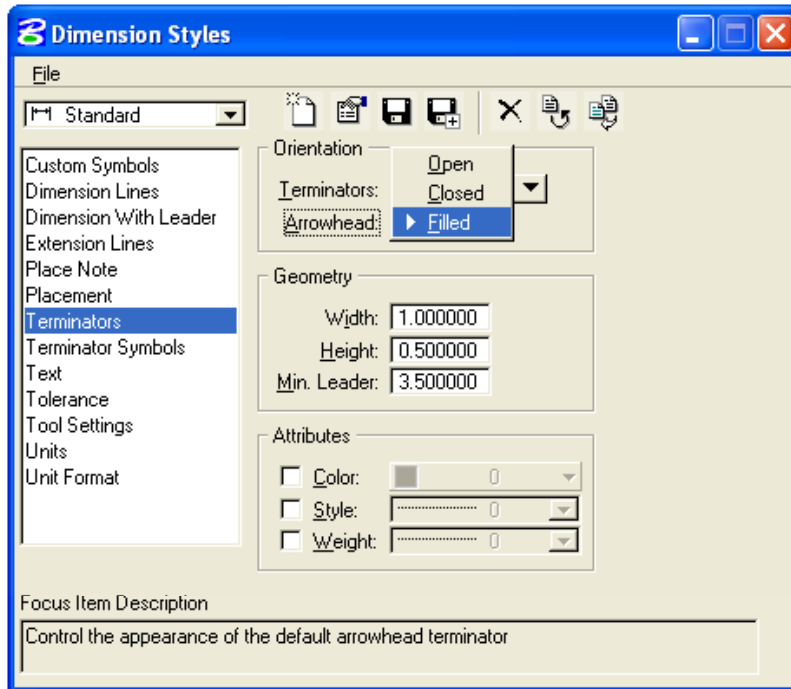 Dimension Styles
File
Standard
Custom Symbols
Dimension Lines
Dimension With Leader
Extension Lines
Place Note
Placement
Terminators
Terminator Symbols
Text
Tolerance
Tool Settings
Units
Unit Format
Orientation
Terminators:
Arrowhead:
Open
Closed
Filled
Geometry
Width: 1.000000
Height: 0.500000
Min. Leader: 3.500000
Attributes
Color: 0
Style: 0
Weight: 0
Focus Item Description
Control the appearance of the default arrowhead terminator